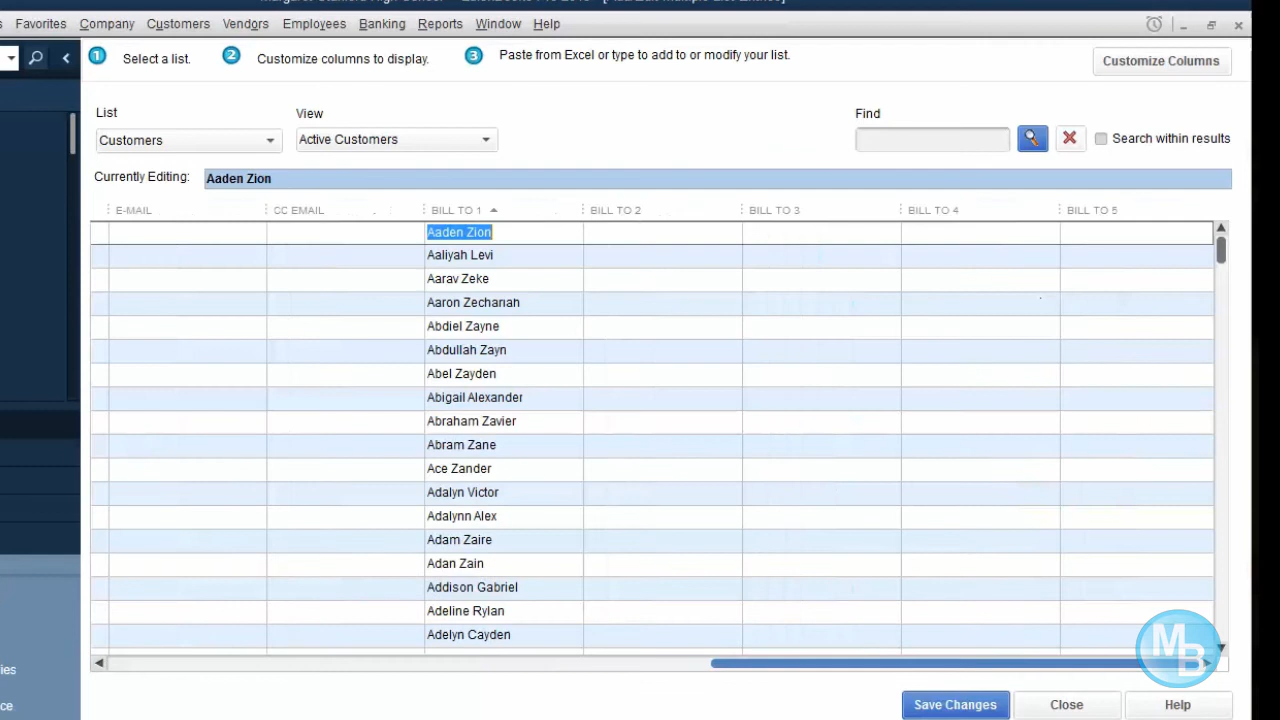 Favorites Company Customers Vendors Employees Banking Reports Window Help
1 Select a list. 2 Customize columns to display. 3 Paste from Excel or type to add to or modify your list.
Customize Columns
List View Find
Customers Active Customers Search within results
Currently Editing: Aaden Zion
E-MAIL CC EMAIL BILL TO 1 BILL TO 2 BILL TO 3 BILL TO 4 BILL TO 5
Aaden Zion
Aaliyah Levi
Aarav Zeke
Aaron Zechariah
Abdiel Zayne
Abdullah Zayn
Abel Zayden
Abigail Alexander
Abraham Zavier
Abram Zane
Ace Zander
Adalyn Victor
Adalynn Alex
Adam Zaire
Adan Zain
Addison Gabriel
Adeline Rylan
Adelyn Cayden
MB
Save Changes Close Help